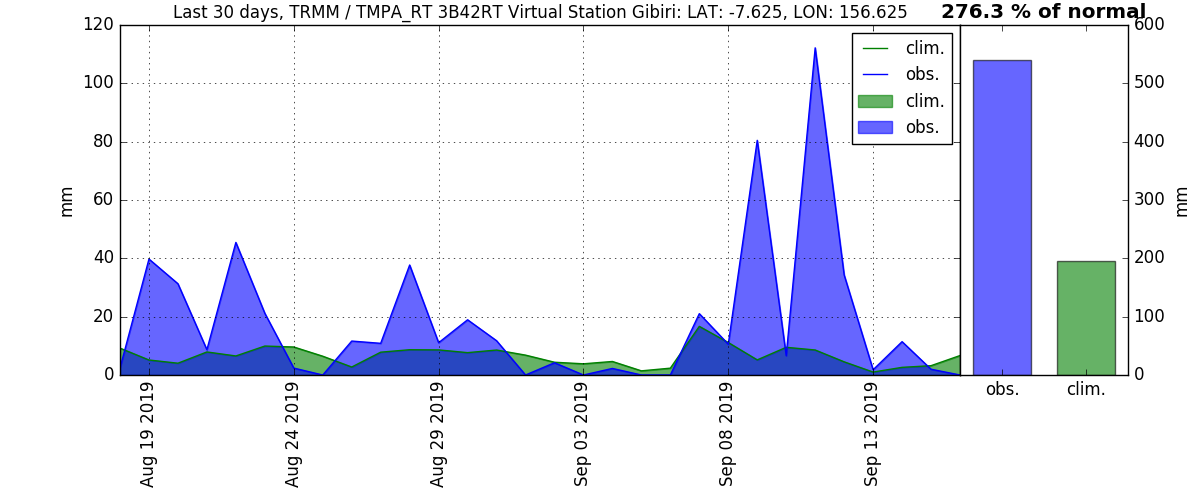 Last 30 days, TRMM / TMPA_RT 3B42RT Virtual Station Gibiri: LAT: -7.625, LON: 156.625
276.3 % of normal
120
100
80
60
40
20
0
mm
clim.
obs.
clim.
obs.
600
500
400
300
200
100
0
mm
Aug 19 2019
Aug 24 2019
Aug 29 2019
Sep 03 2019
Sep 08 2019
Sep 13 2019
obs.
clim.